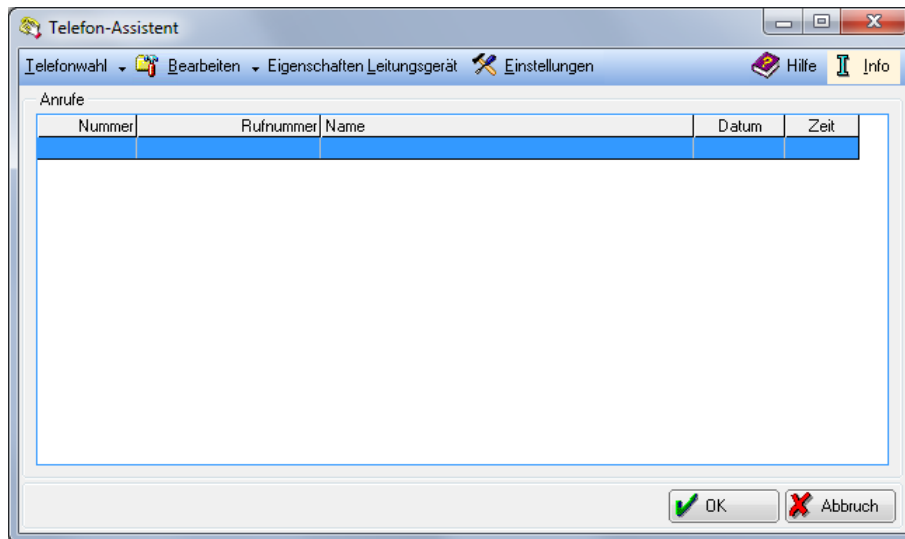 Telefon-Assistent
Telefonwahl Bearbeiten Eigenschaften Leitungsgerät Einstellungen Hilfe Info
Anrufe
Nummer Rufnummer Name Datum Zeit
OK Abbruch